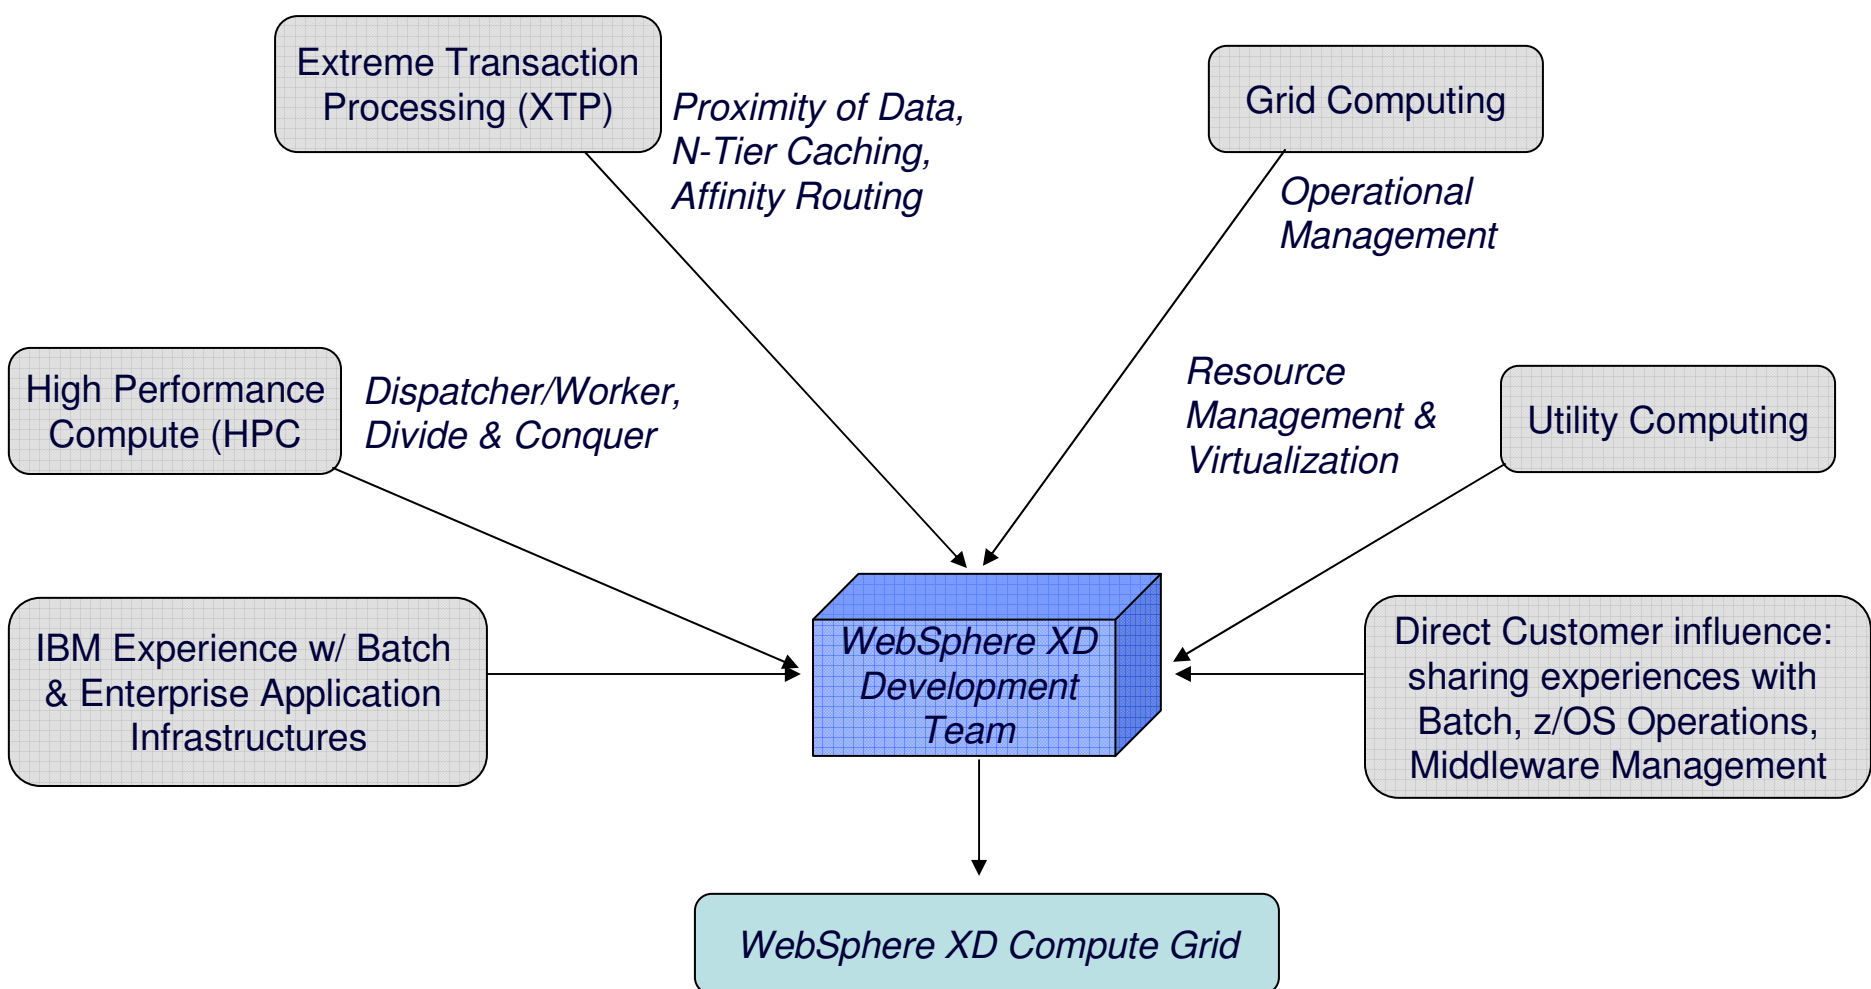 Extreme Transaction
Processing (XTP)
Proximity of Data,
N-Tier Caching,
Affinity Routing
Grid Computing
Operational
Management
High Performance
Compute (HPC
Dispatcher/Worker,
Divide & Conquer
Resource
Management &
Virtualization
Utility Computing
IBM Experience w/ Batch
& Enterprise Application
Infrastructures
WebSphere XD
Development
Team
Direct Customer influence:
sharing experiences with
Batch, z/OS Operations,
Middleware Management
WebSphere XD Compute Grid